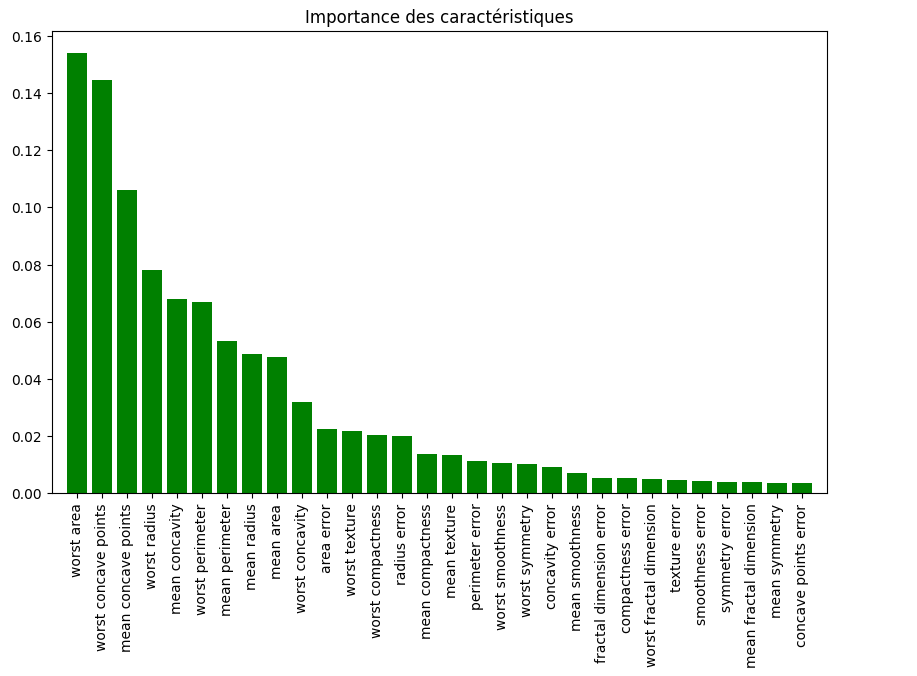 Importance des caractéristiques
0.16
0.14
0.12
0.10
0.08
0.06
0.04
0.02
0.00
worst area
worst concave points
mean concave points
worst radius
mean concavity
worst perimeter
mean perimeter
mean radius
mean area
worst concavity
area error
worst texture
worst compactness
radius error
mean compactness
mean texture
perimeter error
worst smoothness
worst symmetry
concavity error
mean smoothness
fractal dimension error
compactness error
worst fractal dimension
texture error
smoothness error
symmetry error
mean fractal dimension
mean symmetry
concave points error